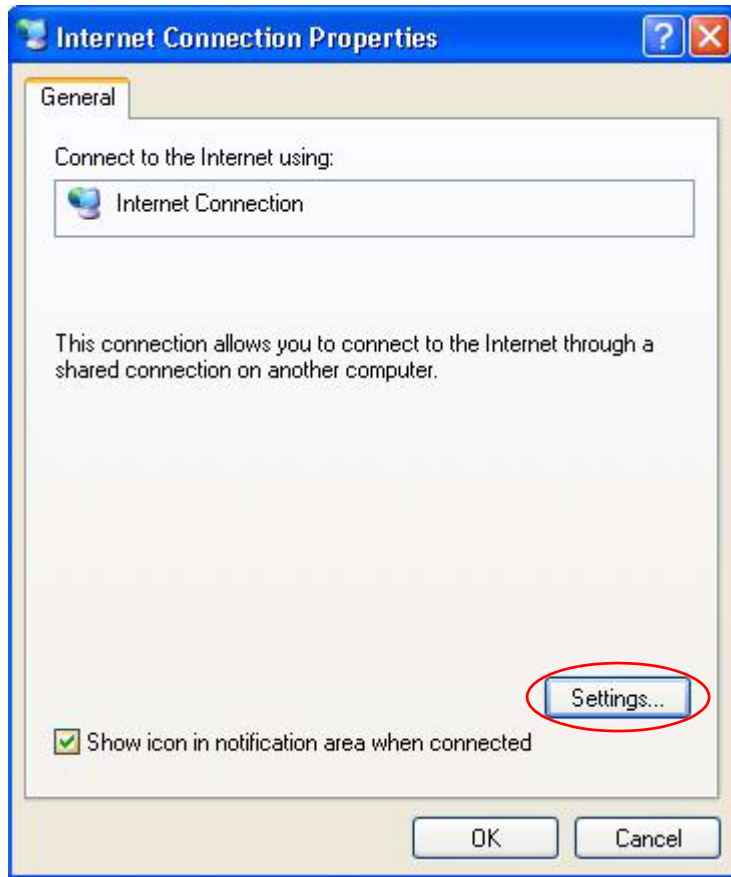 Internet Connection Properties
General
Connect to the Internet using:
Internet Connection
This connection allows you to connect to the Internet through a
shared connection on another computer.
Settings...
Show icon in notification area when connected
OK
Cancel